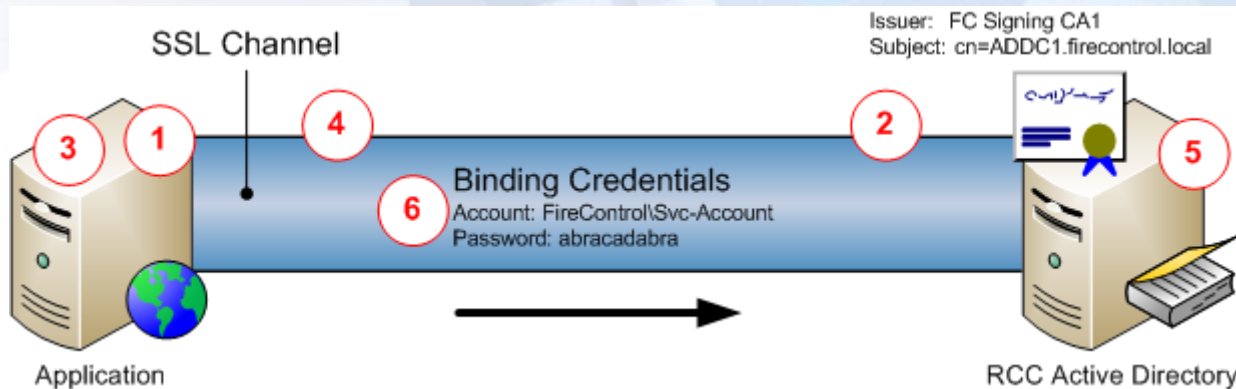 Issuer: FC Signing CA1
Subject: cn=ADDC1.firecontrol.local
SSL Channel
3
1
4
2
5
6
Binding Credentials
Account: FireControl\Svc-Account
Password: abracadabra
Application
RCC Active Directory